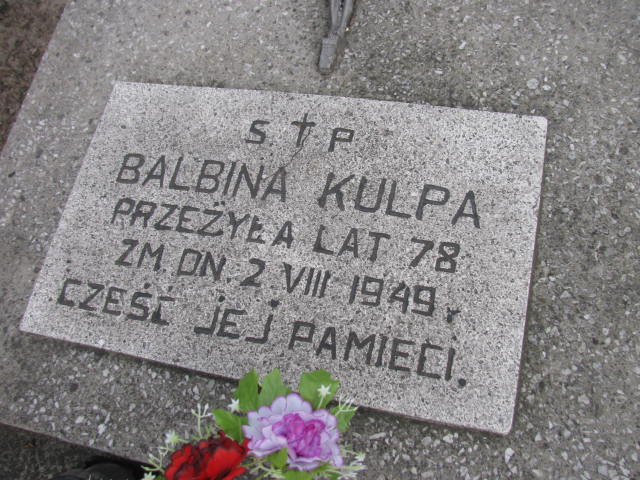 S † P
BALBINA KULPA
PRZEŻYŁA LAT 78
ZM. DN. 2. VIII 1949 r
CZEŚĆ JEJ PAMIĘCI.